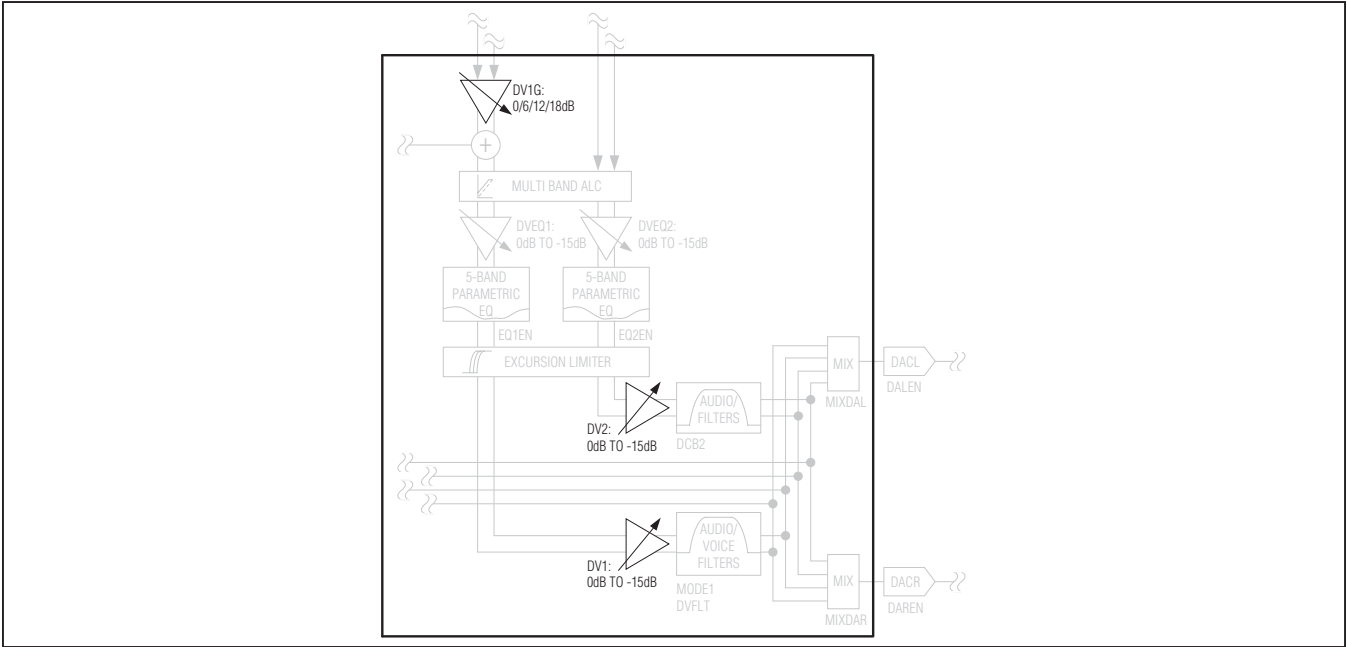 DV1G:
0/6/12/18dB
+
MULTI BAND ALC
DVEQ1:
0dB TO -15dB
DVEQ2:
0dB TO -15dB
5-BAND
PARAMETRIC
EQ
5-BAND
PARAMETRIC
EQ
EQ1EN
EQ2EN
EXCURSION LIMITER
MIX
DACL
DALEN
MIXDAL
AUDIO/
FILTERS
DV2:
0dB TO -15dB
DCB2
AUDIO/
VOICE
FILTERS
DV1:
0dB TO -15dB
MODE1
DVFLT
MIX
DACR
DAREN
MIXDAR